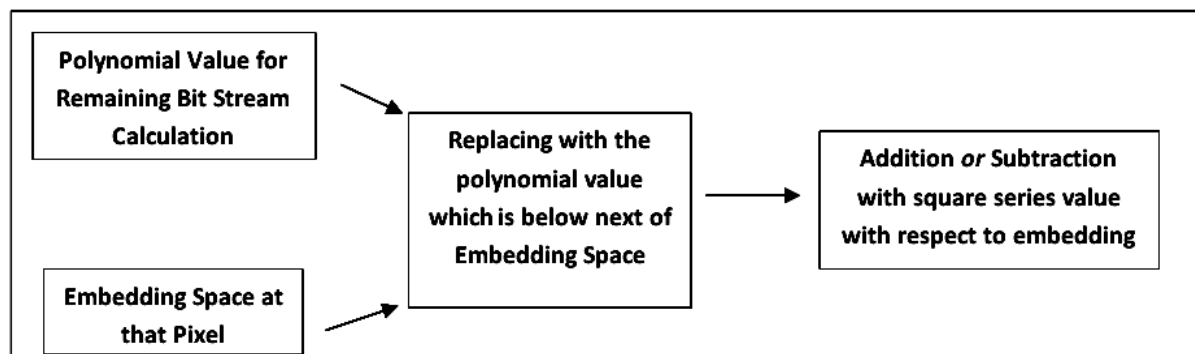 Polynomial Value for
Remaining Bit Stream
Calculation
Embedding Space at
that Pixel
Replacing with the
polynomial value
which is below next of
Embedding Space
Addition or Subtraction
with square series value
with respect to embedding